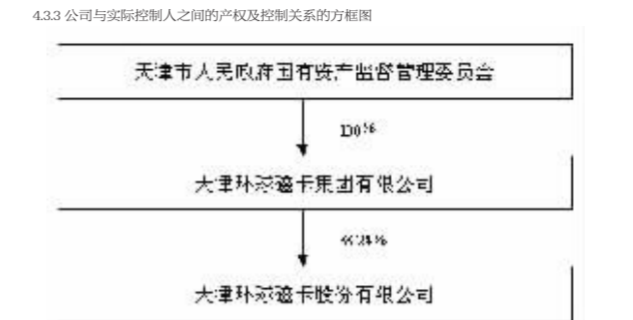 4.3.3 公司与实际控制人之间的产权及控制关系的方框图
天津市人民政府国有资产监督管理委员会
100%
天津环球磁卡集团有限公司
天津环球磁卡股份有限公司